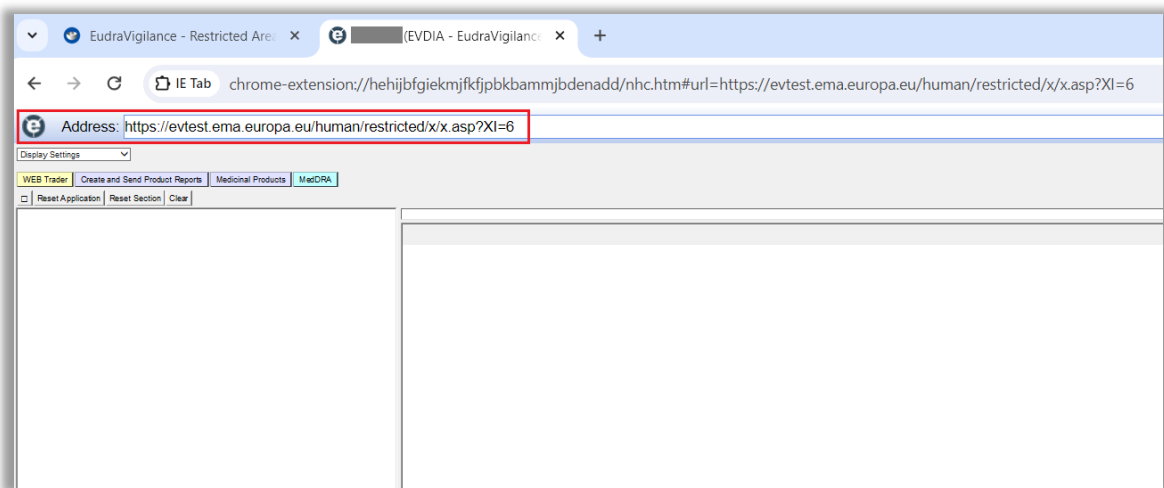 EudraVigilance - Restricted Area
(EVDIA - EudraVigilance
IE Tab chrome-extension://hehijbfgiekmjfkfjpbkbammjbdenadd/nhc.htm#url=https://evtest.ema.europa.eu/human/restricted/x/x.asp?XI=6
Address: https://evtest.ema.europa.eu/human/restricted/x/x.asp?XI=6
Display Settings
WEB Trader Create and Send Product Reports Medicinal Products MedDRA
Reset Application Reset Section Clear